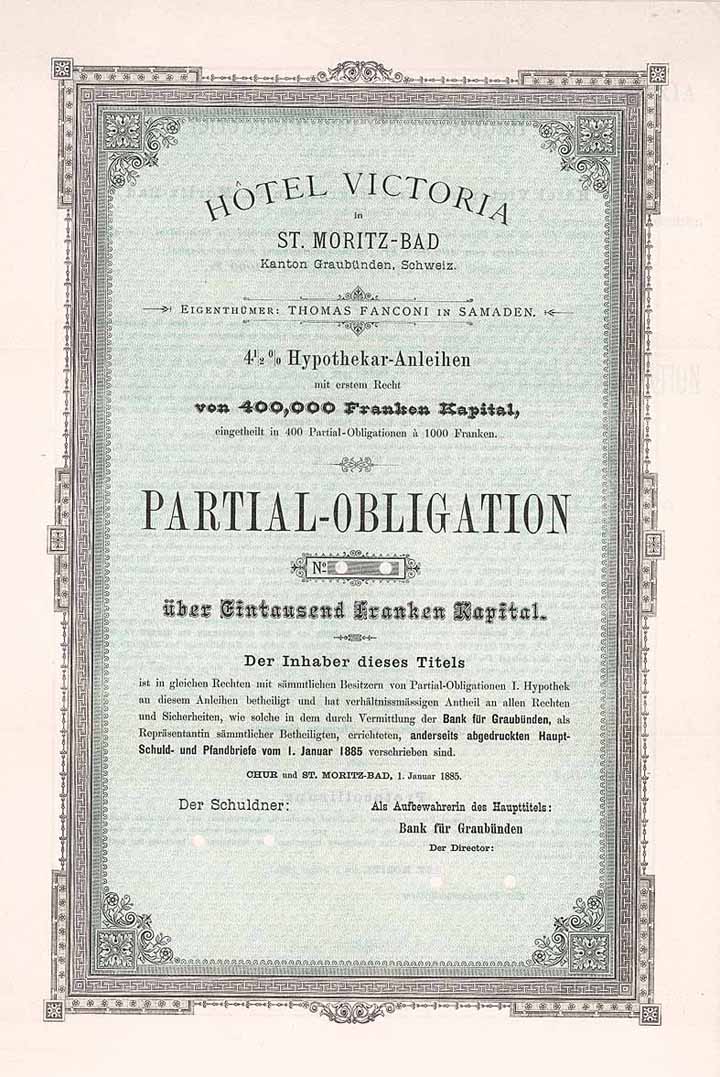 HÔTEL VICTORIA
in
ST. MORITZ-BAD
Kanton Graubünden, Schweiz.
EIGENTHÜMER: THOMAS FANCONI IN SAMADEN.
4½ % Hypothekar-Anleihen
mit erstem Recht
von 400,000 Franken Kapital,
eingetheilt in 400 Partial-Obligationen à 1000 Franken.
PARTIAL-OBLIGATION
No.
über Eintausend Franken Kapital.
Der Inhaber dieses Titels
ist in gleichen Rechten mit sämmtlichen Besitzern von Partial-Obligationen I. Hypothek
an diesem Anleihen betheiligt und hat verhältnissmässigen Antheil an allen Rechten
und Sicherheiten, wie solche in dem durch Vermittlung der Bank für Graubünden, als
Repräsentantin sämmtlicher Betheiligten, errichteten, anderseits abgedruckten Haupt-
Schuld- und Pfandbriefe vom 1. Januar 1885 verschrieben sind.
CHUR und ST. MORITZ-BAD, 1. Januar 1885.
Der Schuldner:
Als Aufbewahrerin des Haupttitels:
Bank für Graubünden
Der Director: